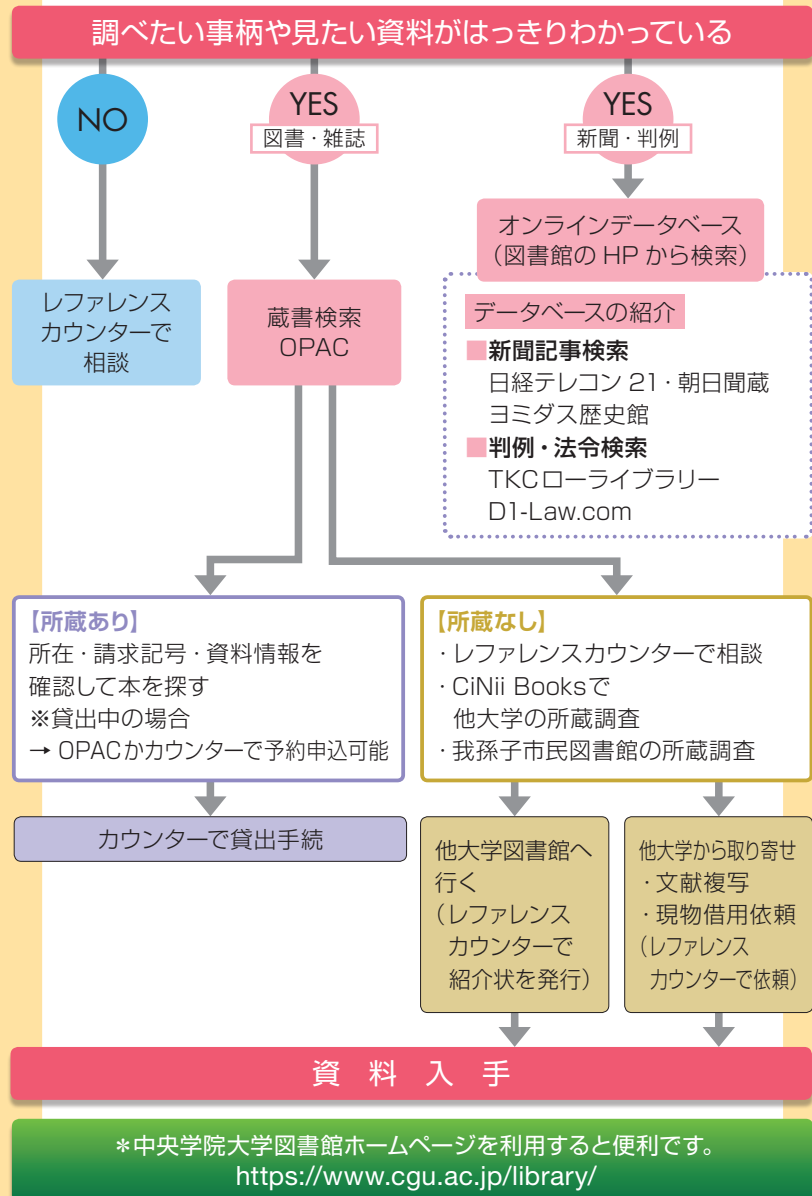 調べたい事柄や見たい資料がはっきりわかっている
NO
YES
図書・雑誌
YES
新聞・判例
レファレンス
カウンターで
相談
蔵書検索
OPAC
オンラインデータベース
（図書館の HP から検索）
データベースの紹介
■新聞記事検索
日経テレコン 21・朝日聞蔵
ヨミダス歴史館
■判例・法令検索
TKCローライブラリー
D1-Law.com
【所蔵あり】
所在・請求記号・資料情報を
確認して本を探す
※貸出中の場合
→ OPACかカウンターで予約申込可能
カウンターで貸出手続
【所蔵なし】
・レファレンスカウンターで相談
・CiNii Booksで
他大学の所蔵調査
・我孫子市民図書館の所蔵調査
他大学図書館へ
行く
（レファレンス
カウンターで
紹介状を発行）
他大学から取り寄せ
・文献複写
・現物借用依頼
（レファレンス
カウンターで依頼）
資料入手
＊中央学院大学図書館ホームページを利用すると便利です。
https://www.cgu.ac.jp/library/